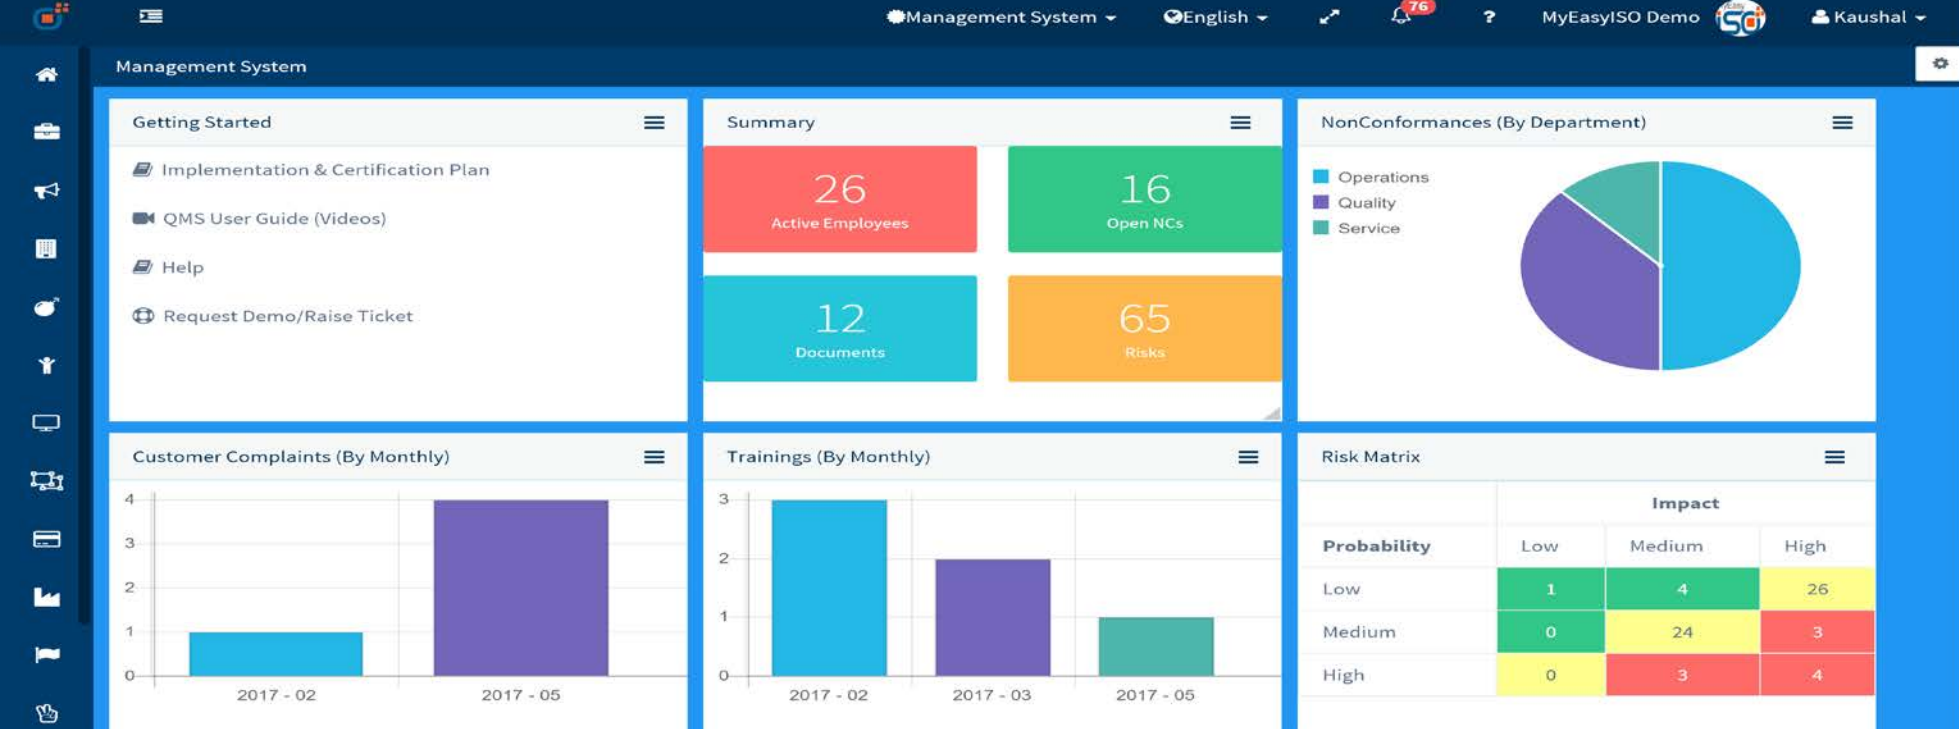 Management System English 76 ? MyEasyISO Demo Kaushal
Management System
Getting Started
Implementation & Certification Plan
QMS User Guide (Videos)
Help
Request Demo/Raise Ticket
Summary
26
Active Employees
16
Open NCs
12
Documents
65
Risks
NonConformances (By Department)
Operations
Quality
Service
Customer Complaints (By Monthly)
4
3
2
1
0
2017 - 02 2017 - 05
Trainings (By Monthly)
3
2
1
0
2017 - 02 2017 - 03 2017 - 05
Risk Matrix
Impact
Probability Low Medium High
Low 1 4 26
Medium 0 24 3
High 0 3 4